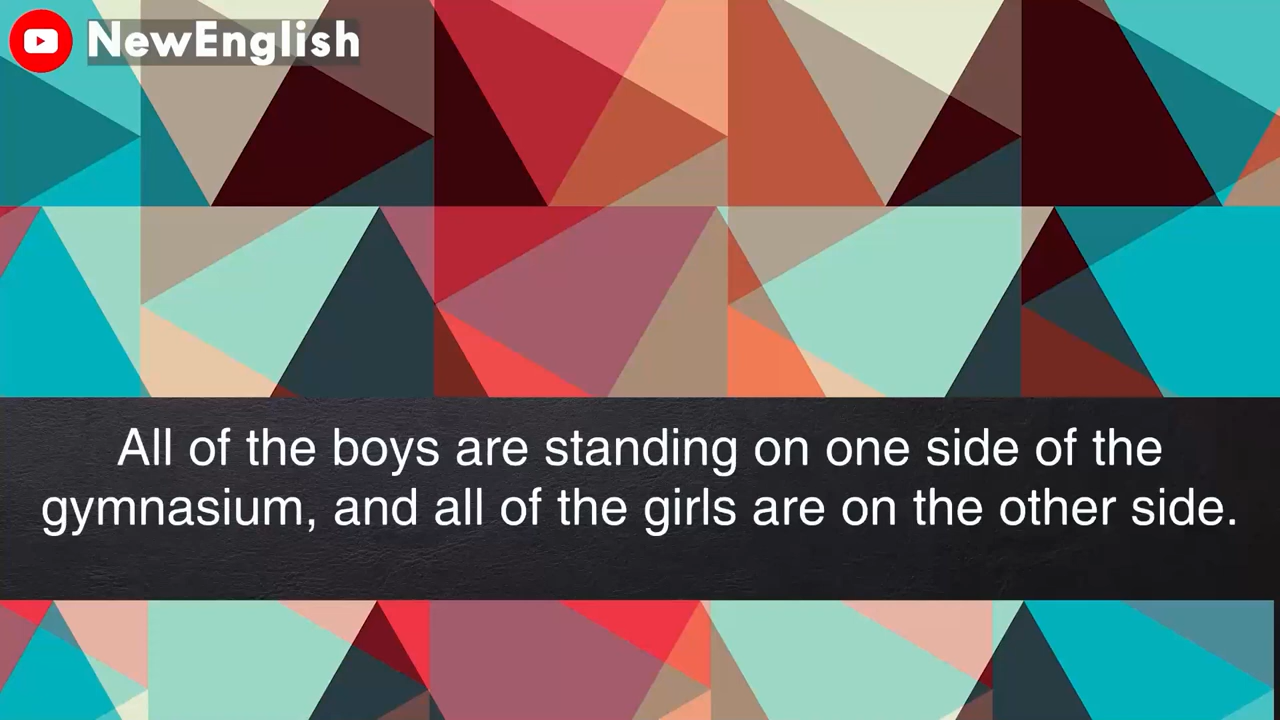 NewEnglish
All of the boys are standing on one side of the
gymnasium, and all of the girls are on the other side.